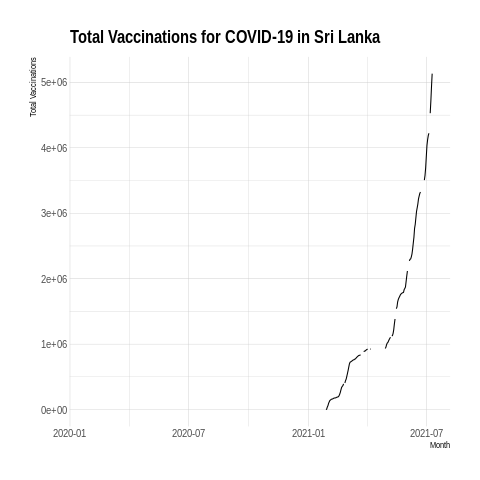 Total Vaccinations for COVID-19 in Sri Lanka
Total Vaccinations
5e+06
4e+06
3e+06
2e+06
1e+06
0e+00
2020-01 2020-07 2021-01 2021-07
Month